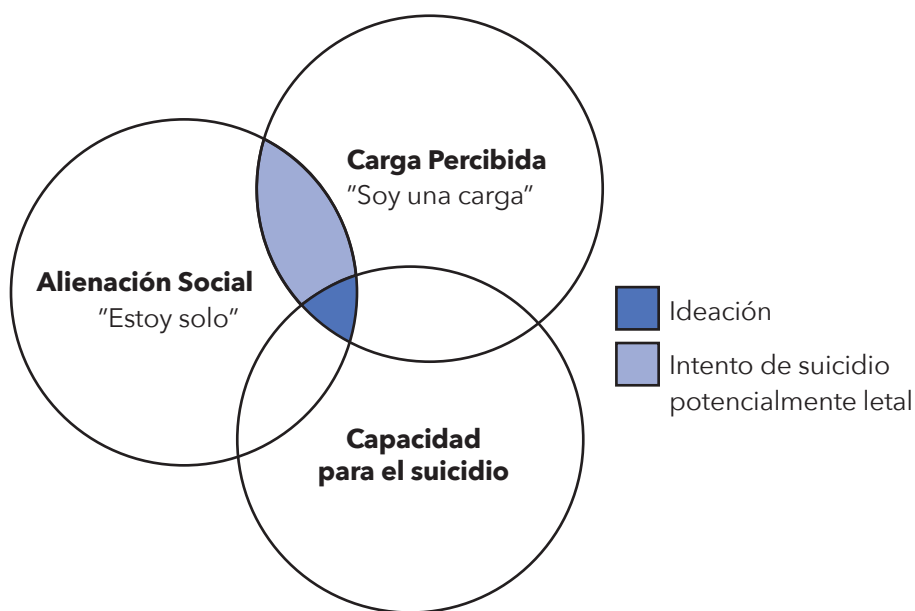 Carga Percibida
"Soy una carga"
Alienación Social
"Estoy solo"
Capacidad
para el suicidio
Ideación
Intento de suicidio
potencialmente letal